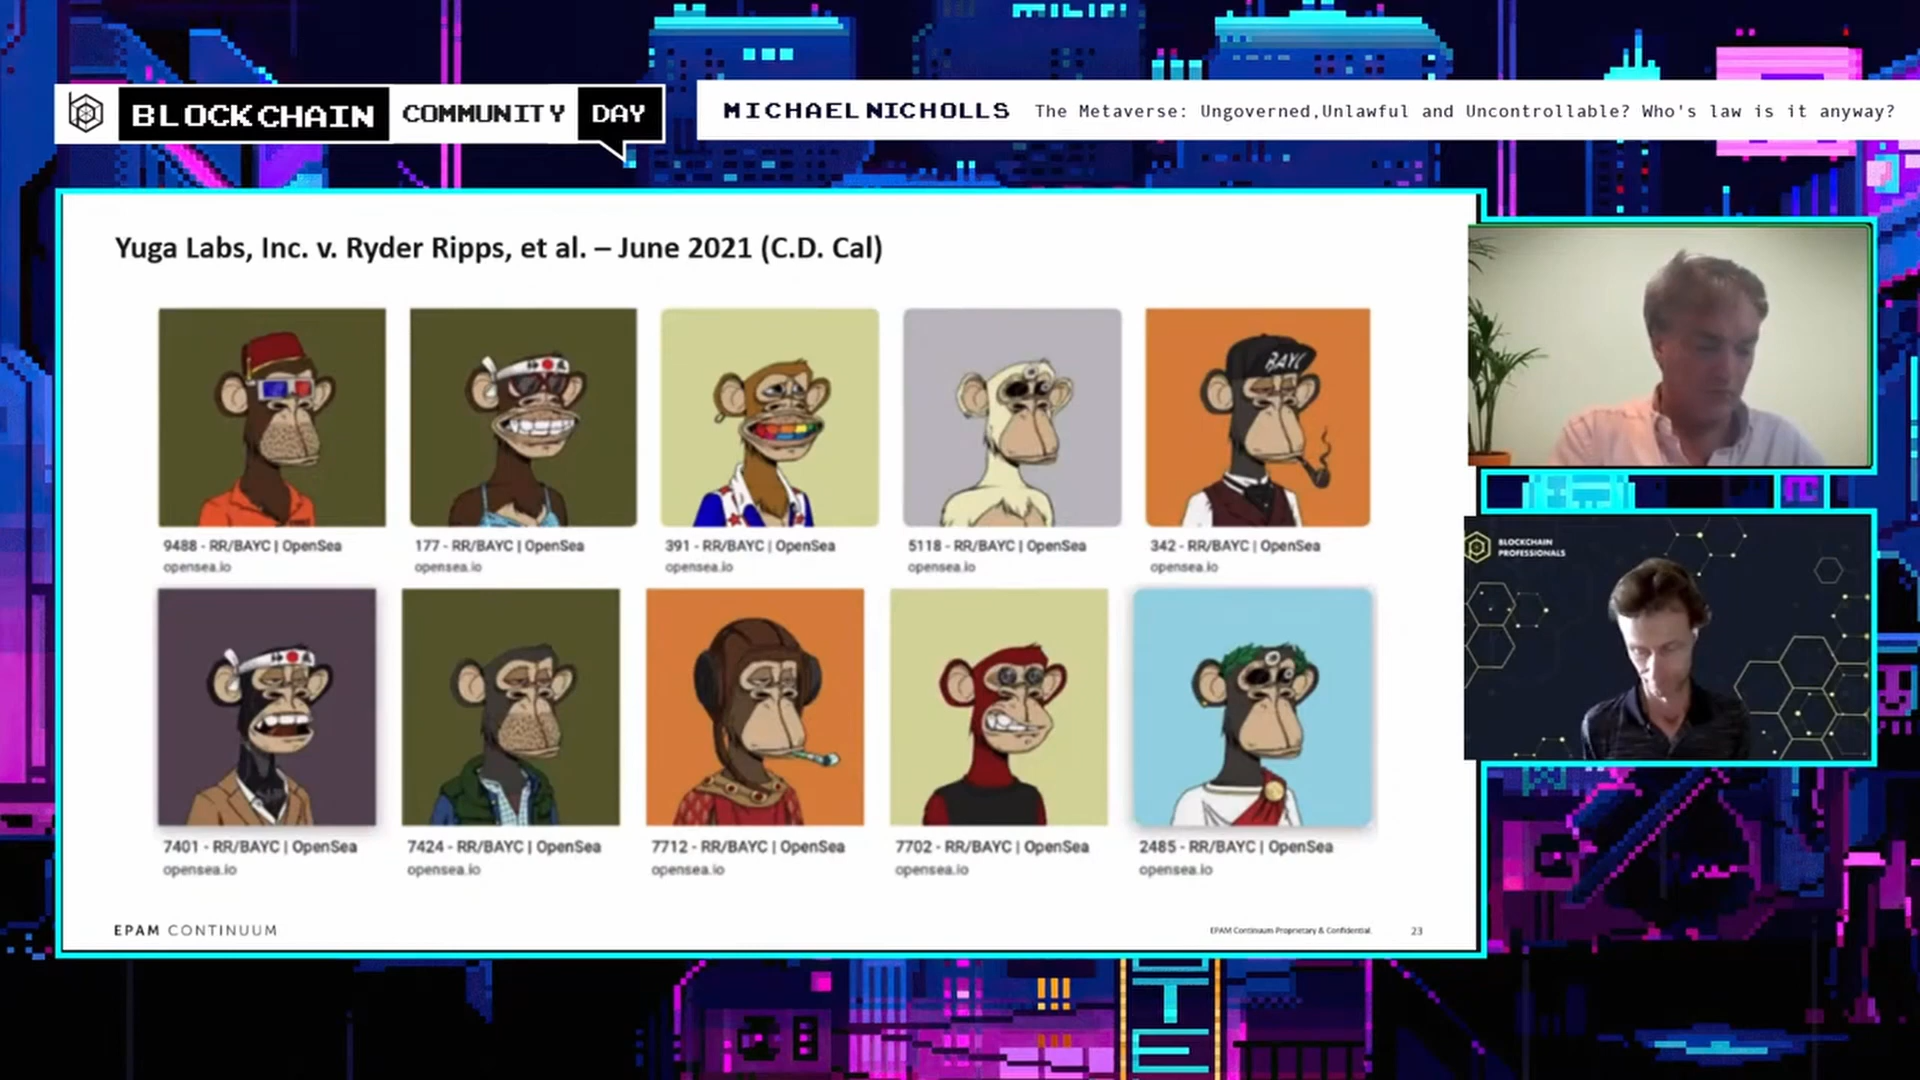 BLOCKCHAIN COMMUNITY DAY
MICHAEL NICHOLLS The Metaverse: Ungoverned,Unlawful and Uncontrollable? Who's law is it anyway?
Yuga Labs, Inc. v. Ryder Ripps, et al. – June 2021 (C.D. Cal)
BAYC
9488 - RR/BAYC | OpenSea
opensea.io
177 - RR/BAYC | OpenSea
opensea.io
391 - RR/BAYC | OpenSea
opensea.io
5118 - RR/BAYC | OpenSea
opensea.io
342 - RR/BAYC | OpenSea
opensea.io
7401 - RR/BAYC | OpenSea
opensea.io
7424 - RR/BAYC | OpenSea
opensea.io
7712 - RR/BAYC | OpenSea
opensea.io
7702 - RR/BAYC | OpenSea
opensea.io
2485 - RR/BAYC | OpenSea
opensea.io
EPAM CONTINUUM
EPAM Continuum Proprietary & Confidential.
23
BLOCKCHAIN
PROFESSIONALS